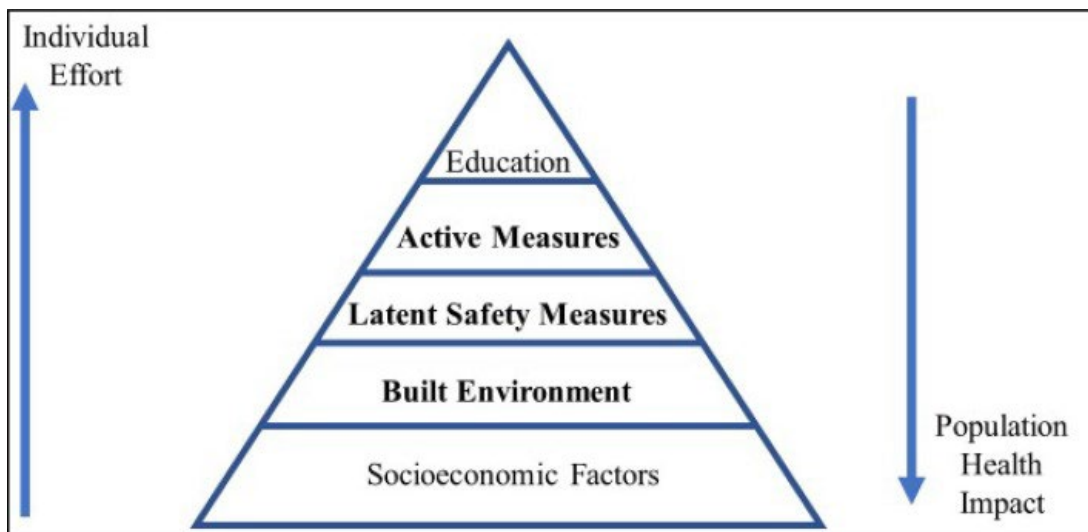 Individual
Effort
Education
Active Measures
Latent Safety Measures
Built Environment
Socioeconomic Factors
Population
Health
Impact